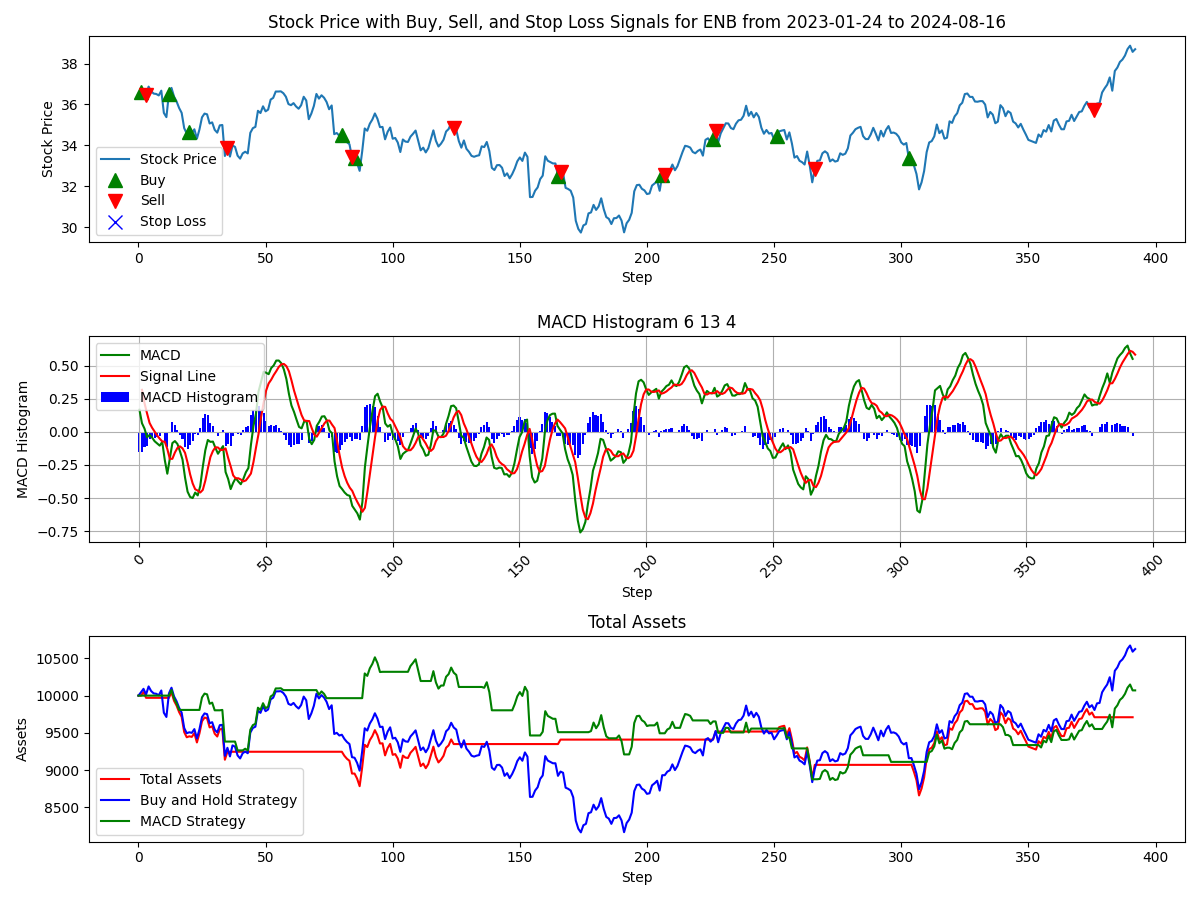 Stock Price with Buy, Sell, and Stop Loss Signals for ENB from 2023-01-24 to 2024-08-16
Stock Price
38
36
34
32
30
Stock Price
Buy
Sell
Stop Loss
0 50 100 150 200 250 300 350 400
Step
MACD Histogram 6 13 4
MACD Histogram
0.50
0.25
0.00
−0.25
−0.50
−0.75
MACD
Signal Line
MACD Histogram
0 50 100 150 200 250 300 350 400
Step
Total Assets
Assets
10500
10000
9500
9000
8500
Total Assets
Buy and Hold Strategy
MACD Strategy
0 50 100 150 200 250 300 350 400
Step